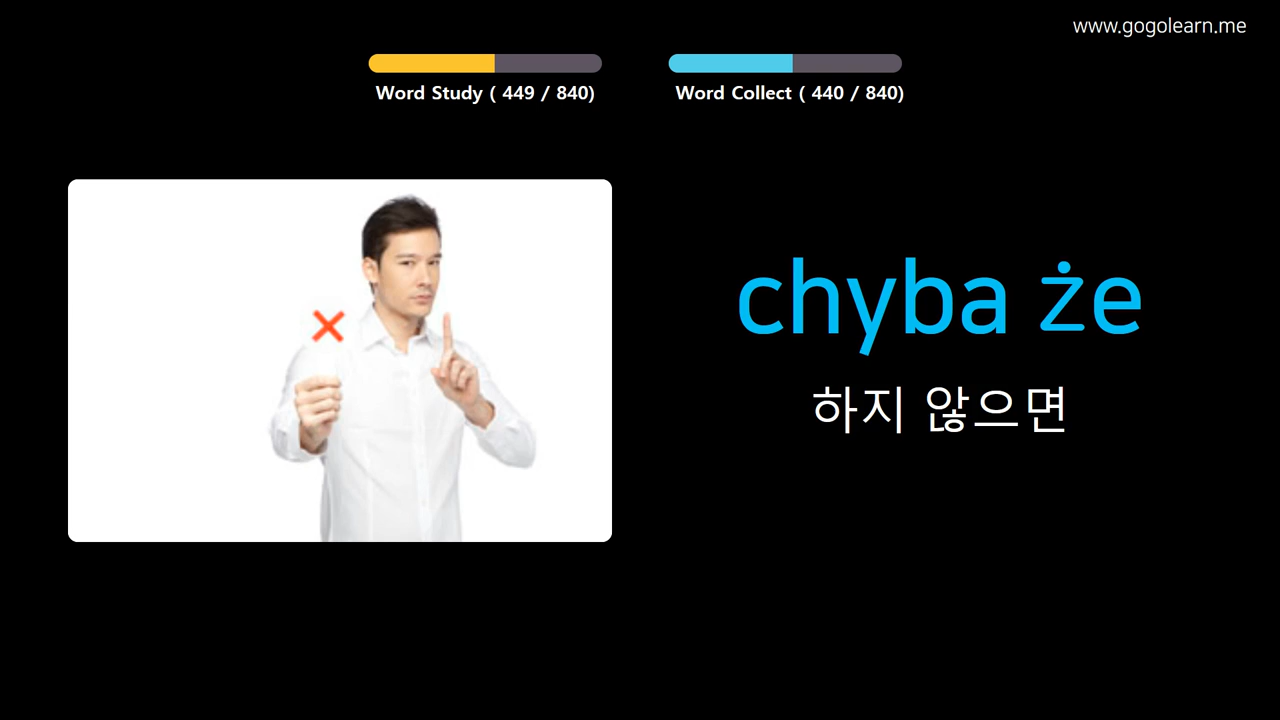 www.gogolearn.me
Word Study ( 449 / 840)
Word Collect ( 440 / 840)
chyba że
하지 않으면